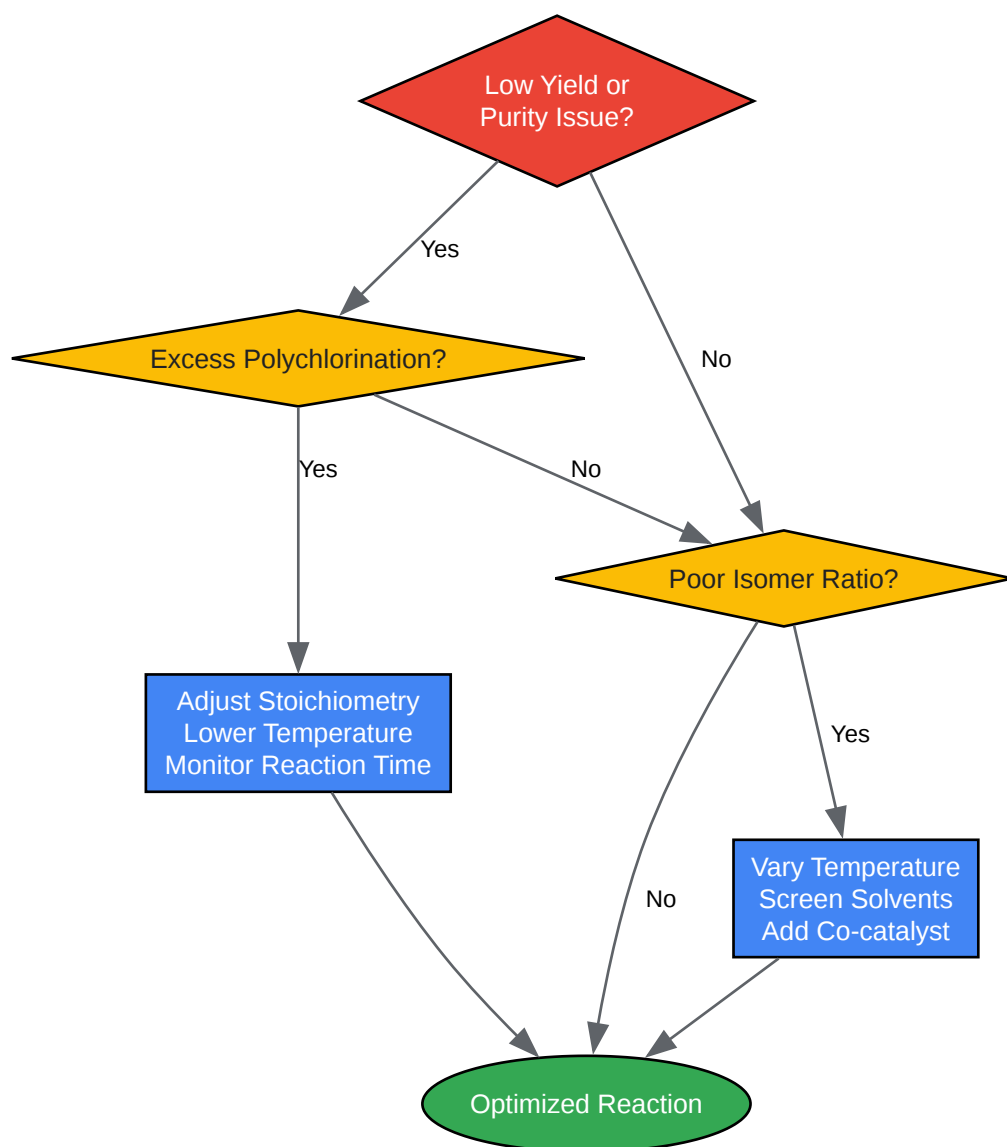 Low Yield or
Purity Issue?
Yes
Excess Polychlorination?
No
Yes
No
Poor Isomer Ratio?
Adjust Stoichiometry
Lower Temperature
Monitor Reaction Time
Yes
Vary Temperature
Screen Solvents
Add Co-catalyst
No
Optimized Reaction